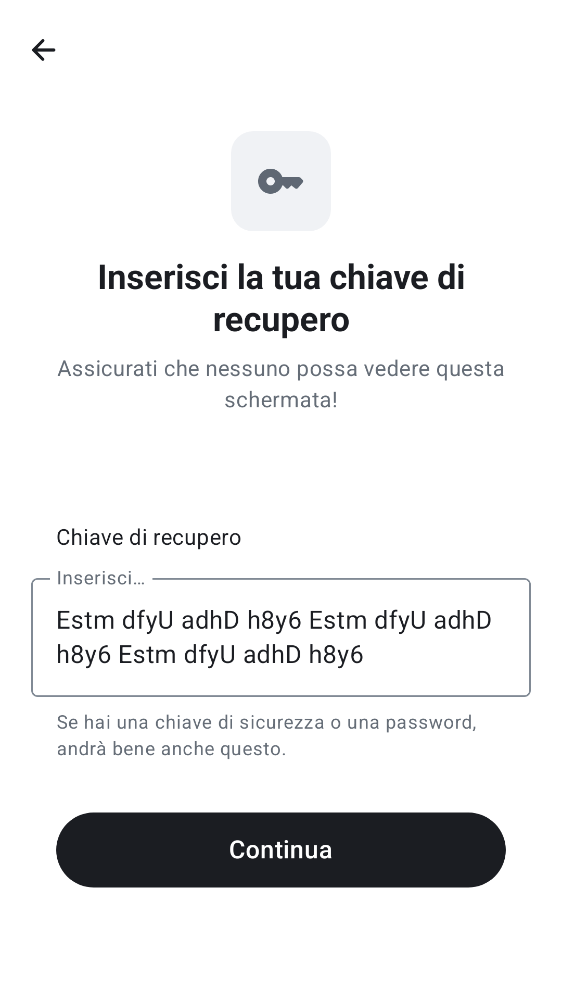 Inserisci la tua chiave di
recupero
Assicurati che nessuno possa vedere questa
schermata!
Chiave di recupero
Inserisci…
Estm dfyU adhD h8y6 Estm dfyU adhD
h8y6 Estm dfyU adhD h8y6
Se hai una chiave di sicurezza o una password,
andrà bene anche questo.
Continua